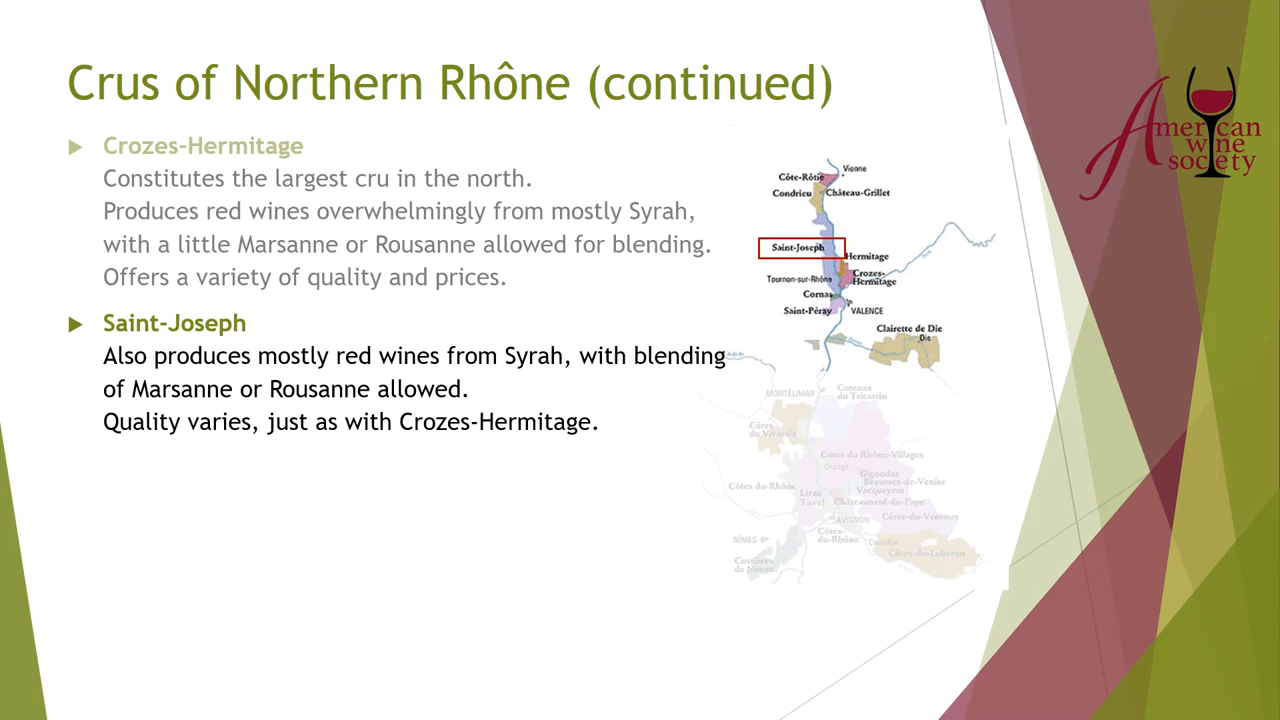 Crus of Northern Rhône (continued)
Crozes-Hermitage
Constitutes the largest cru in the north.
Produces red wines overwhelmingly from mostly Syrah,
with a little Marsanne or Rousanne allowed for blending.
Offers a variety of quality and prices.
Saint-Joseph
Also produces mostly red wines from Syrah, with blending
of Marsanne or Rousanne allowed.
Quality varies, just as with Crozes-Hermitage.
American
wine
society
Vienne
Côte-Rôtie
Condrieu
Château-Grillet
Saint-Joseph
Hermitage
Crozes-
Hermitage
Tournon-sur-Rhône
Cornas
Saint-Péray
VALENCE
Clairette de Die
Die
MONTÉLIMAR
Coteaux
du Tricastin
Côtes
du Vivarais
Côtes du Rhône-Villages
Orange
Gigondas
Beaumes-de-Venise
Vacqueyras
Côtes du-Rhône
Lirac
Tavel
Châteauneuf-du-Pape
AVIGNON
Côtes-du-Ventoux
Côtes-
du-Rhône
NÎMES
Cavaillon
Côtes-du-Lubéron
Costières
de Nîmes